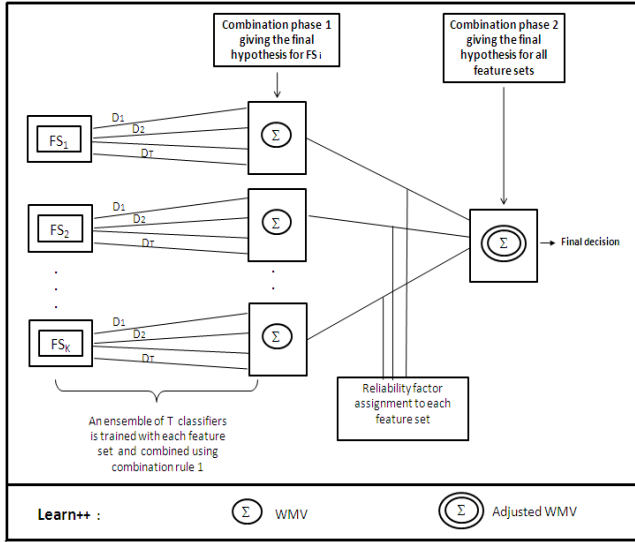 Combination phase 1
giving the final
hypothesis for FS i
Combination phase 2
giving the final
hypothesis for all
feature sets
FS1
D1
D2
DT
Σ
FS2
D1
D2
DT
Σ
Σ
Final decision
FSK
D1
D2
DT
Σ
Reliability factor
assignment to each
feature set
An ensemble of T classifiers
is trained with each feature
set and combined using
combination rule 1
Learn++ :
Σ WMV
Σ Adjusted WMV